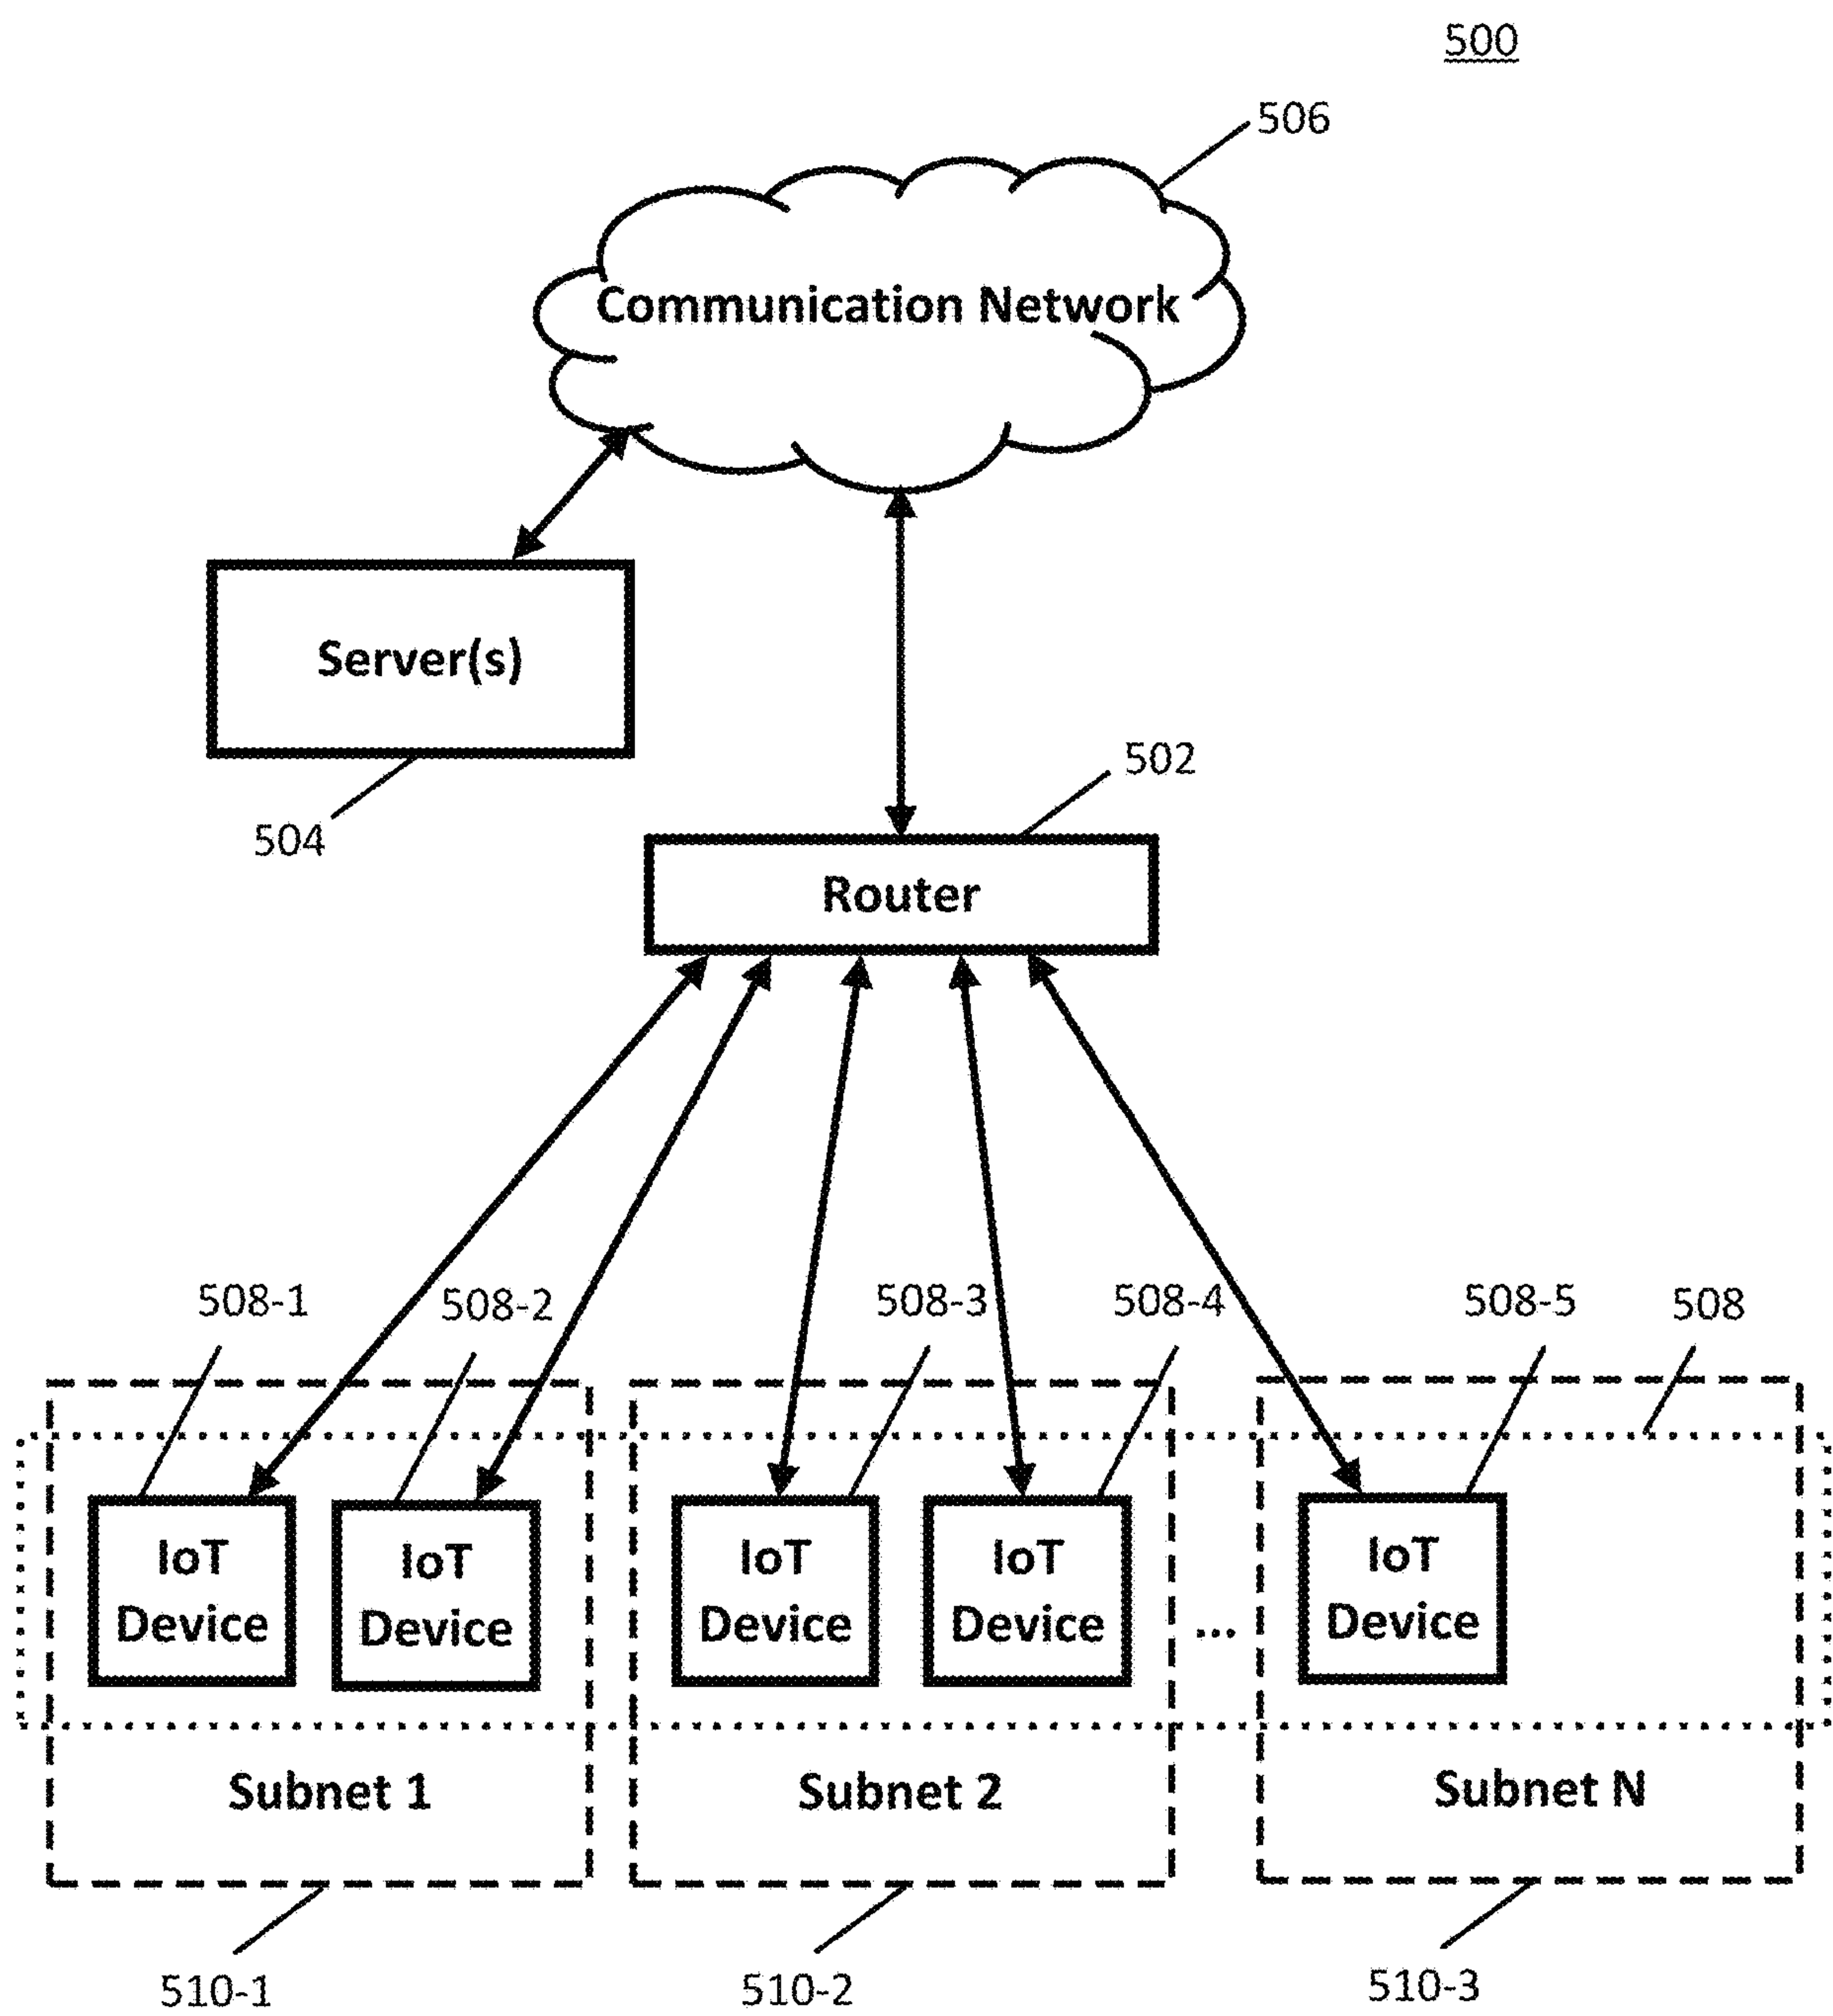 500
506
Communication Network
Server(s)
502
504
Router
508-1
508-2
508-3
508-4
508-5
508
IoT
Device
IoT
Device
IoT
Device
IoT
Device
...
IoT
Device
Subnet 1
Subnet 2
Subnet N
510-1
510-2
510-3